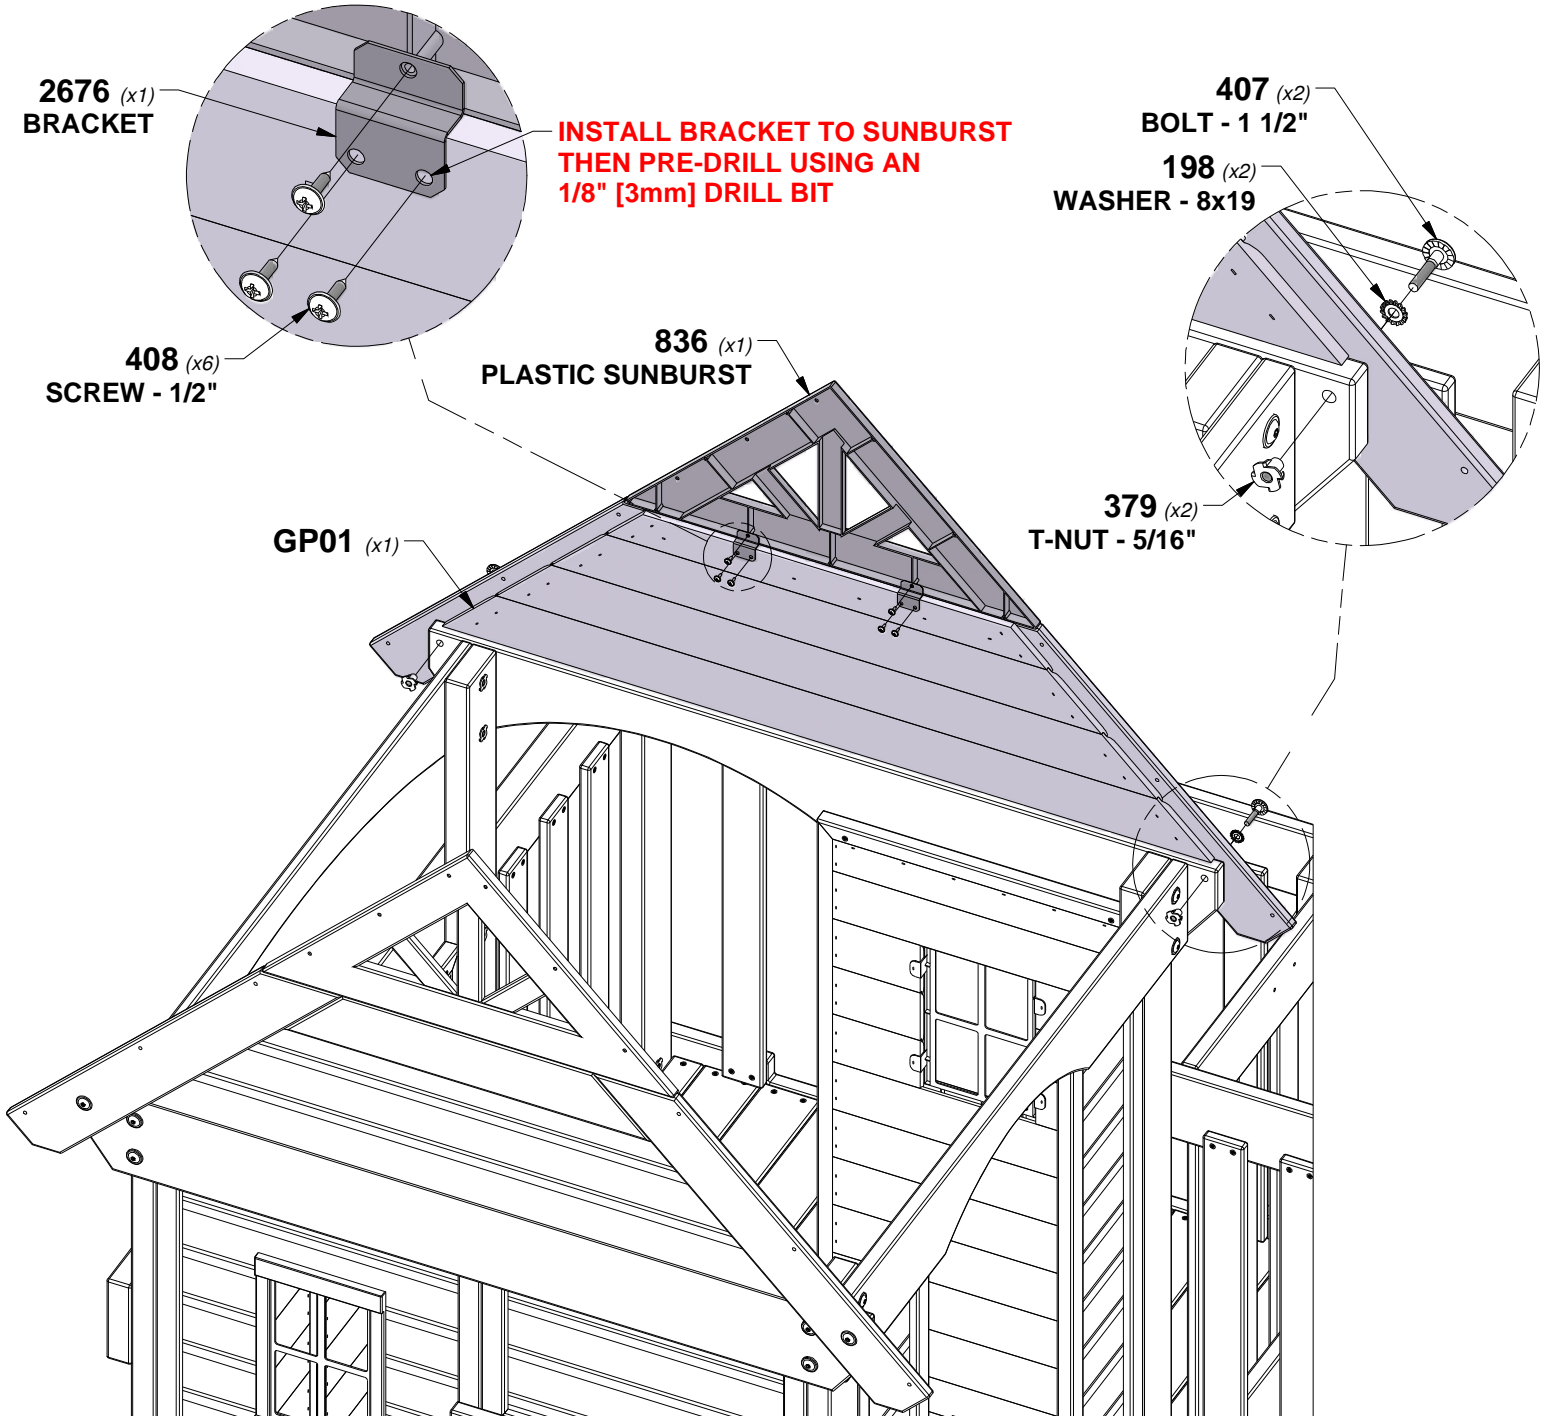 2676 (x1)
BRACKET
INSTALL BRACKET TO SUNBURST
THEN PRE-DRILL USING AN
1/8" [3mm] DRILL BIT
408 (x6)
SCREW - 1/2"
407 (x2)
BOLT - 1 1/2"
198 (x2)
WASHER - 8x19
836 (x1)
PLASTIC SUNBURST
379 (x2)
T-NUT - 5/16"
GP01 (x1)